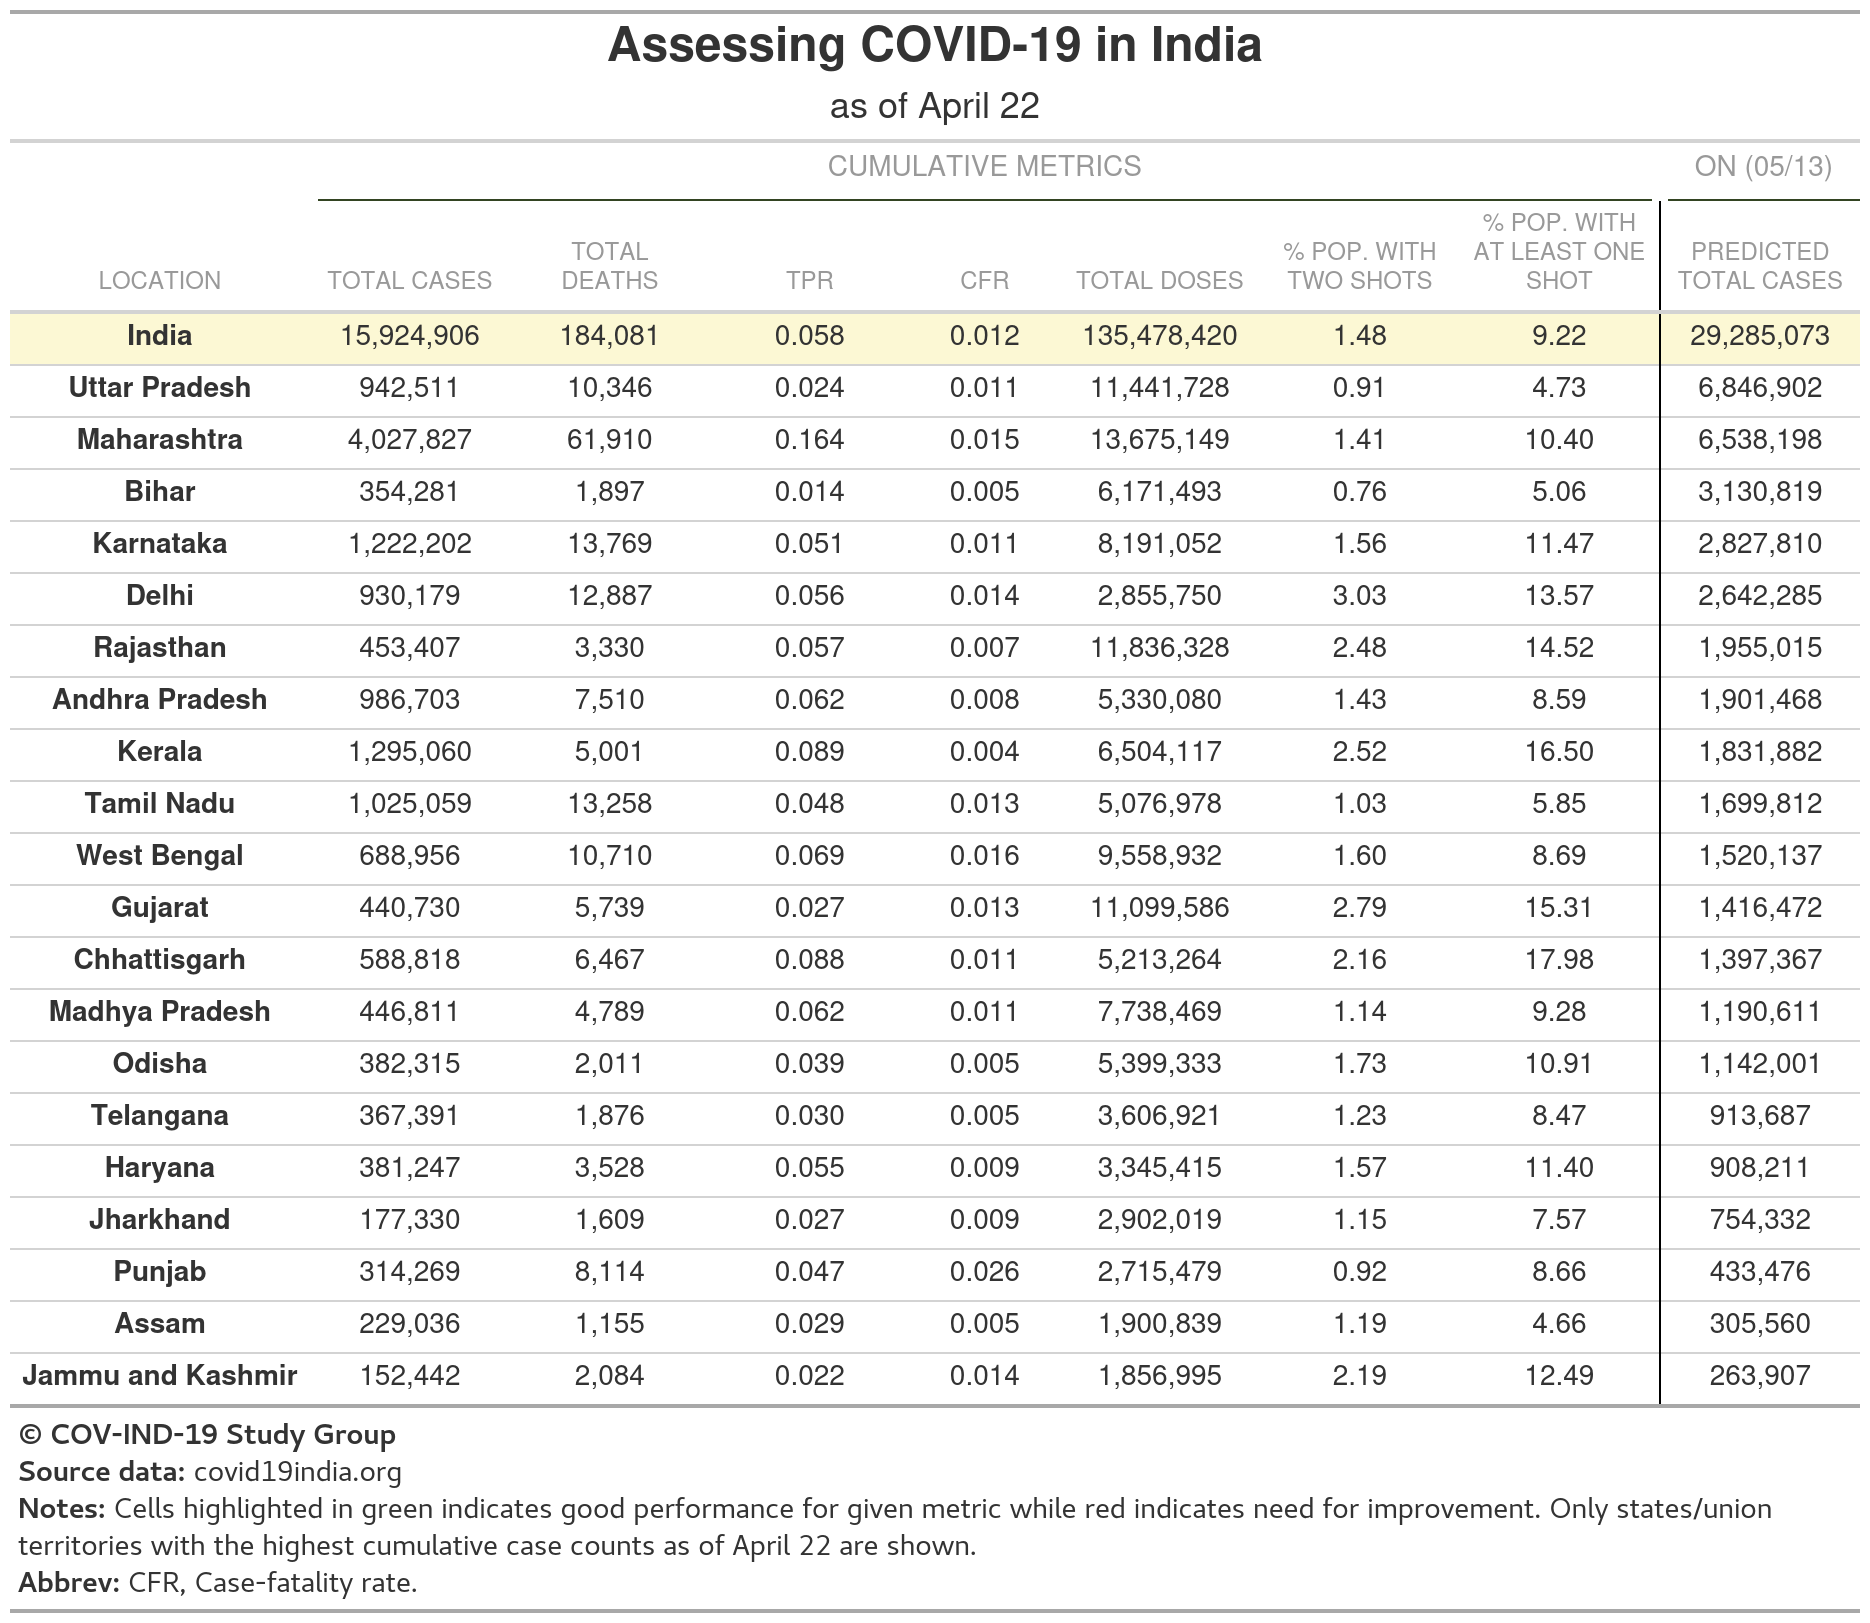 Assessing COVID-19 in India
as of April 22
CUMULATIVE METRICS ON (05/13)
LOCATION TOTAL CASES TOTAL DEATHS TPR CFR TOTAL DOSES % POP. WITH TWO SHOTS % POP. WITH AT LEAST ONE SHOT PREDICTED TOTAL CASES
India 15,924,906 184,081 0.058 0.012 135,478,420 1.48 9.22 29,285,073
Uttar Pradesh 942,511 10,346 0.024 0.011 11,441,728 0.91 4.73 6,846,902
Maharashtra 4,027,827 61,910 0.164 0.015 13,675,149 1.41 10.40 6,538,198
Bihar 354,281 1,897 0.014 0.005 6,171,493 0.76 5.06 3,130,819
Karnataka 1,222,202 13,769 0.051 0.011 8,191,052 1.56 11.47 2,827,810
Delhi 930,179 12,887 0.056 0.014 2,855,750 3.03 13.57 2,642,285
Rajasthan 453,407 3,330 0.057 0.007 11,836,328 2.48 14.52 1,955,015
Andhra Pradesh 986,703 7,510 0.062 0.008 5,330,080 1.43 8.59 1,901,468
Kerala 1,295,060 5,001 0.089 0.004 6,504,117 2.52 16.50 1,831,882
Tamil Nadu 1,025,059 13,258 0.048 0.013 5,076,978 1.03 5.85 1,699,812
West Bengal 688,956 10,710 0.069 0.016 9,558,932 1.60 8.69 1,520,137
Gujarat 440,730 5,739 0.027 0.013 11,099,586 2.79 15.31 1,416,472
Chhattisgarh 588,818 6,467 0.088 0.011 5,213,264 2.16 17.98 1,397,367
Madhya Pradesh 446,811 4,789 0.062 0.011 7,738,469 1.14 9.28 1,190,611
Odisha 382,315 2,011 0.039 0.005 5,399,333 1.73 10.91 1,142,001
Telangana 367,391 1,876 0.030 0.005 3,606,921 1.23 8.47 913,687
Haryana 381,247 3,528 0.055 0.009 3,345,415 1.57 11.40 908,211
Jharkhand 177,330 1,609 0.027 0.009 2,902,019 1.15 7.57 754,332
Punjab 314,269 8,114 0.047 0.026 2,715,479 0.92 8.66 433,476
Assam 229,036 1,155 0.029 0.005 1,900,839 1.19 4.66 305,560
Jammu and Kashmir 152,442 2,084 0.022 0.014 1,856,995 2.19 12.49 263,907
© COV-IND-19 Study Group
Source data: covid19india.org
Notes: Cells highlighted in green indicates good performance for given metric while red indicates need for improvement. Only states/union
territories with the highest cumulative case counts as of April 22 are shown.
Abbrev: CFR, Case-fatality rate.